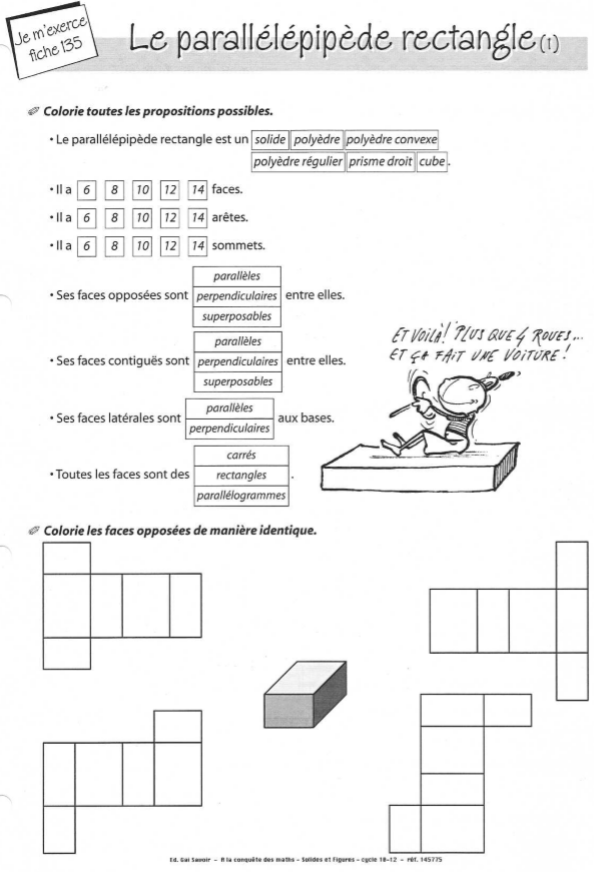 Je m'exerce
fiche 135
Le parallélépipède rectangle (1)
Colorie toutes les propositions possibles.
• Le parallélépipède rectangle est un solide polyèdre polyèdre convexe
polyèdre régulier prisme droit cube.
• Il a 6 8 10 12 14 faces.
• Il a 6 8 10 12 14 arêtes.
• Il a 6 8 10 12 14 sommets.
parallèles
• Ses faces opposées sont perpendiculaires entre elles.
superposables
parallèles
• Ses faces contiguës sont perpendiculaires entre elles.
superposables
ET VOILÀ! PLUS QUE 4 ROUES...
ET ÇA FAIT UNE VOITURE!
parallèles
• Ses faces latérales sont aux bases.
perpendiculaires
carrés
• Toutes les faces sont des rectangles.
parallélogrammes
Colorie les faces opposées de manière identique.
Ed. Gai Savoir – A la conquête des maths – Solides et Figures – cycle 10-12 – réf. 145775